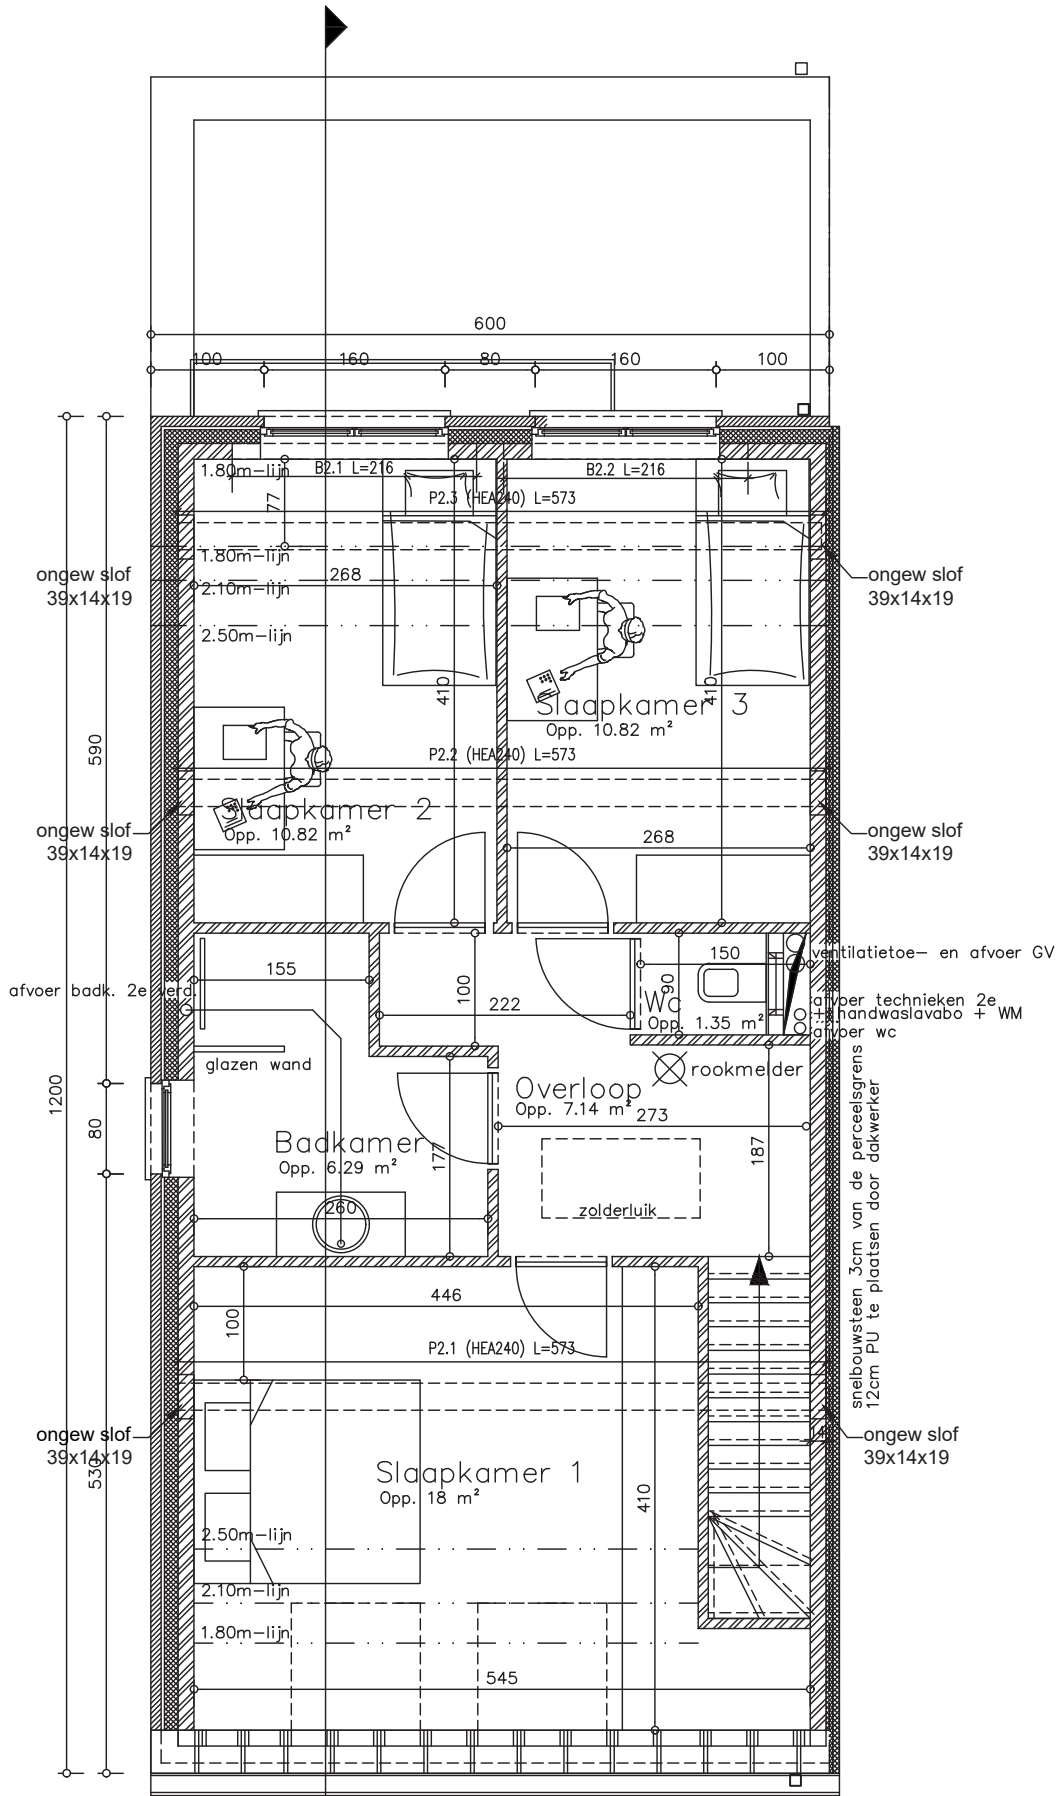 600
100 160 80 160 100
1.80m-lijn
B2.1 L=216
B2.2 L=216
77
P2.3 (HEA240) L=573
1.80m-lijn
ongew slof
39x14x19
268
2.10m-lijn
ongew slof
39x14x19
2.50m-lijn
410
410
Slaapkamer 3
Opp. 10.82 m²
590
P2.2 (HEA240) L=573
Slaapkamer 2
Opp. 10.82 m²
ongew slof
39x14x19
268
ongew slof
39x14x19
ventilatietoe- en afvoer GV
155
150
afvoer badk. 2e verd.
100
222
90
Wc
Opp. 1.35 m²
afvoer technieken 2e
+ handwaslavabo + WM
afvoer wc
glazen wand
rookmelder
1200
80
Overloop
Opp. 7.14 m²
273
Badkamer
Opp. 6.29 m²
177
187
260
zolderluik
snelbouwsteen 3cm van de perceelsgrens
12cm PU te plaatsen door dakwerker
446
100
P2.1 (HEA240) L=573
ongew slof
39x14x19
14
ongew slof
39x14x19
530
Slaapkamer 1
Opp. 18 m²
410
2.50m-lijn
2.10m-lijn
1.80m-lijn
545